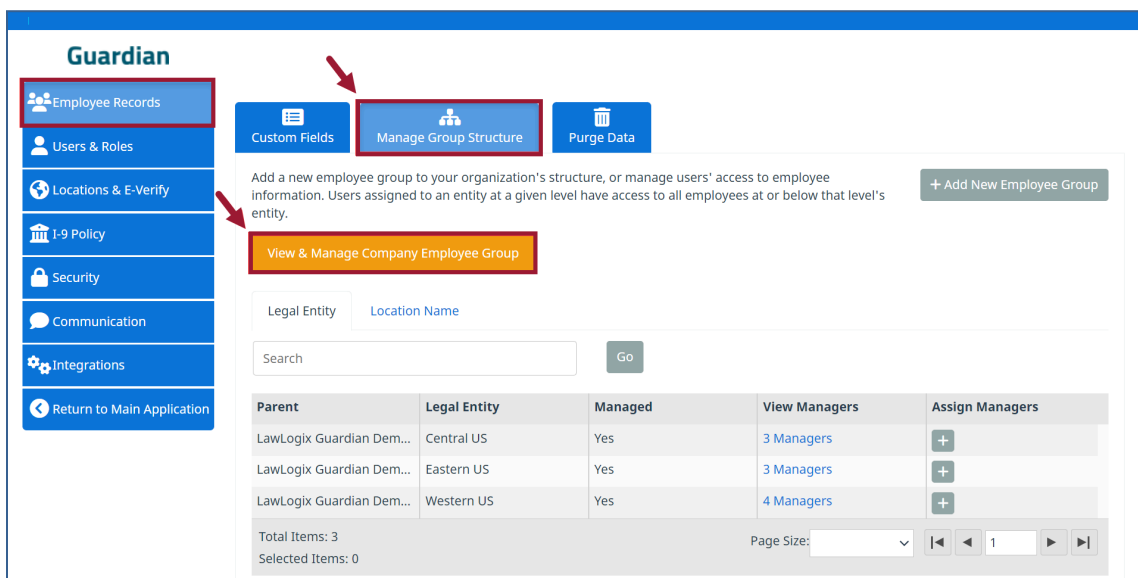 Guardian
Employee Records
Users & Roles
Locations & E-Verify
I-9 Policy
Security
Communication
Integrations
Return to Main Application
Custom Fields
Manage Group Structure
Purge Data
Add a new employee group to your organization's structure, or manage users' access to employee
information. Users assigned to an entity at a given level have access to all employees at or below that level's
entity.
+ Add New Employee Group
View & Manage Company Employee Group
Legal Entity Location Name
Search Go
Parent Legal Entity Managed View Managers Assign Managers
LawLogix Guardian Dem... Central US Yes 3 Managers +
LawLogix Guardian Dem... Eastern US Yes 3 Managers +
LawLogix Guardian Dem... Western US Yes 4 Managers +
Total Items: 3
Page Size: 1
Selected Items: 0